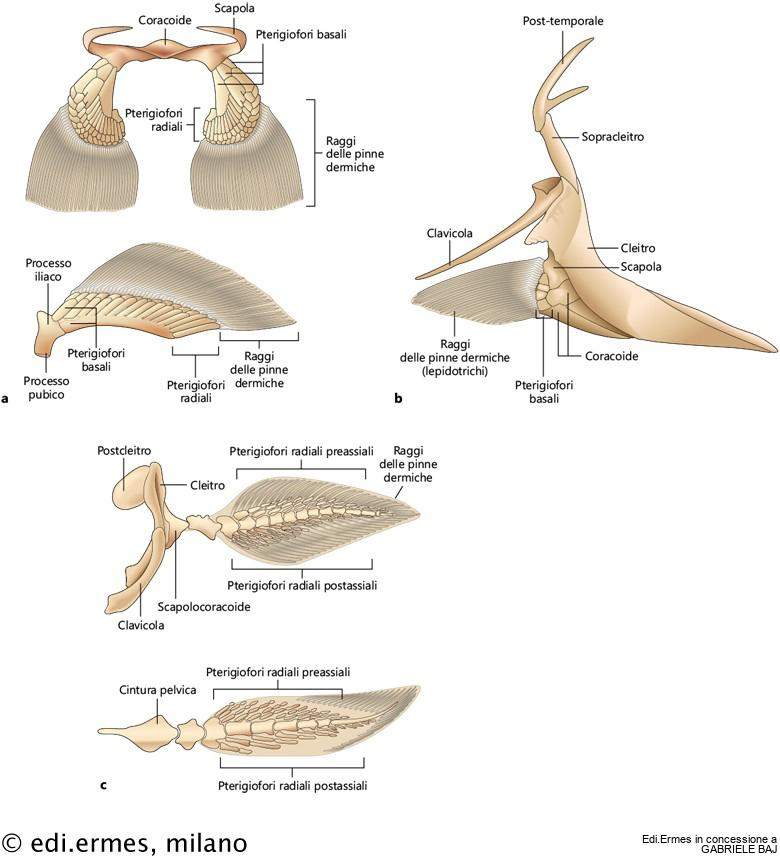 Coracoide
Scapola
Pterigiofori basali
Pterigiofori
radiali
Raggi
delle pinne
dermiche
Processo
iliaco
Pterigiofori
basali
Processo
pubico
Pterigiofori
radiali
Raggi
delle pinne
dermiche
a
Post-temporale
Sopracleitro
Clavicola
Cleitro
Scapola
Raggi
delle pinne dermiche
(lepidotrichi)
Coracoide
Pterigiofori
basali
b
Postcleitro
Cleitro
Pterigiofori radiali preassiali
Raggi
delle pinne
dermiche
Pterigiofori radiali postassiali
Scapolocoracoide
Clavicola
Pterigiofori radiali preassiali
Cintura pelvica
Pterigiofori radiali postassiali
c
© edi.ermes, milano
Edi.Ermes in concessione a
GABRIELE BAJ